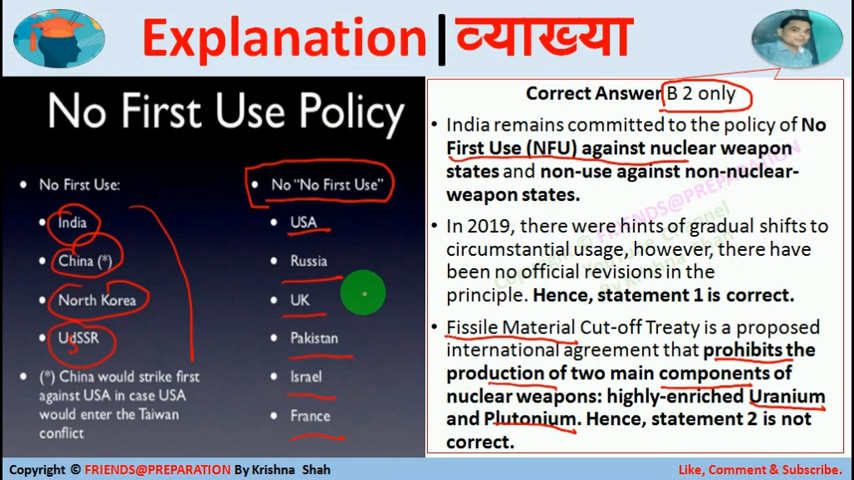 Explanation|व्याख्या
No First Use Policy
No First Use:
India
China (*)
North Korea
UdSSR
(*) China would strike first
against USA in case USA
would enter the Taiwan
conflict
No "No First Use"
USA
Russia
UK
Pakistan
Israel
France
Correct Answer B 2 only
India remains committed to the policy of No
First Use (NFU) against nuclear weapon
states and non-use against non-nuclear-
weapon states.
In 2019, there were hints of gradual shifts to
circumstantial usage, however, there have
been no official revisions in the
principle. Hence, statement 1 is correct.
Fissile Material Cut-off Treaty is a proposed
international agreement that prohibits the
production of two main components of
nuclear weapons: highly-enriched Uranium
and Plutonium. Hence, statement 2 is not
correct.
Copyright © FRIENDS@PREPARATION By Krishna Shah
Like, Comment & Subscribe.